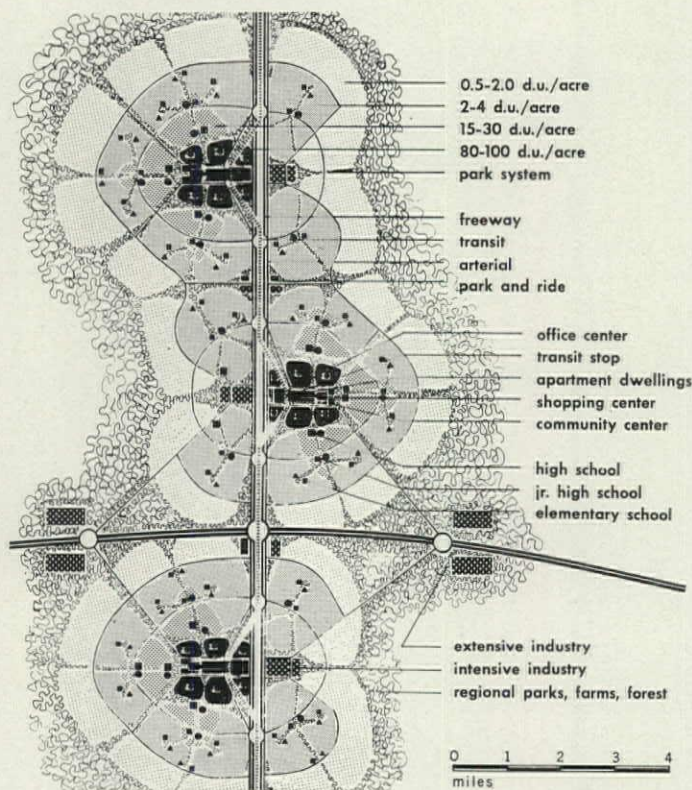 0.5-2.0 d.u./acre
2-4 d.u./acre
15-30 d.u./acre
80-100 d.u./acre
park system
freeway
transit
arterial
park and ride
office center
transit stop
apartment dwellings
shopping center
community center
high school
jr. high school
elementary school
extensive industry
intensive industry
regional parks, farms, forest
0 1 2 3 4
miles